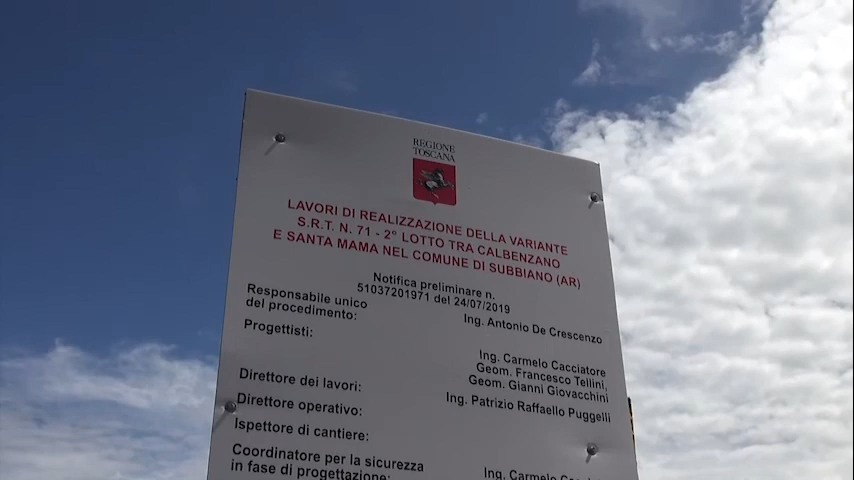 REGIONE
TOSCANA
LAVORI DI REALIZZAZIONE DELLA VARIANTE
S.R.T. N. 71 - 2° LOTTO TRA CALBENZANO
E SANTA MAMA NEL COMUNE DI SUBBIANO (AR)
Notifica preliminare n.
51037201971 del 24/07/2019
Responsabile unico
del procedimento:
Ing. Antonio De Crescenzo
Progettisti:
Ing. Carmelo Cacciatore
Geom. Francesco Tellini,
Geom. Gianni Giovacchini
Direttore dei lavori:
Ing. Patrizio Raffaello Puggelli
Direttore operativo:
Ispettore di cantiere:
Coordinatore per la sicurezza
in fase di progettazione:
Ing. Carmelo